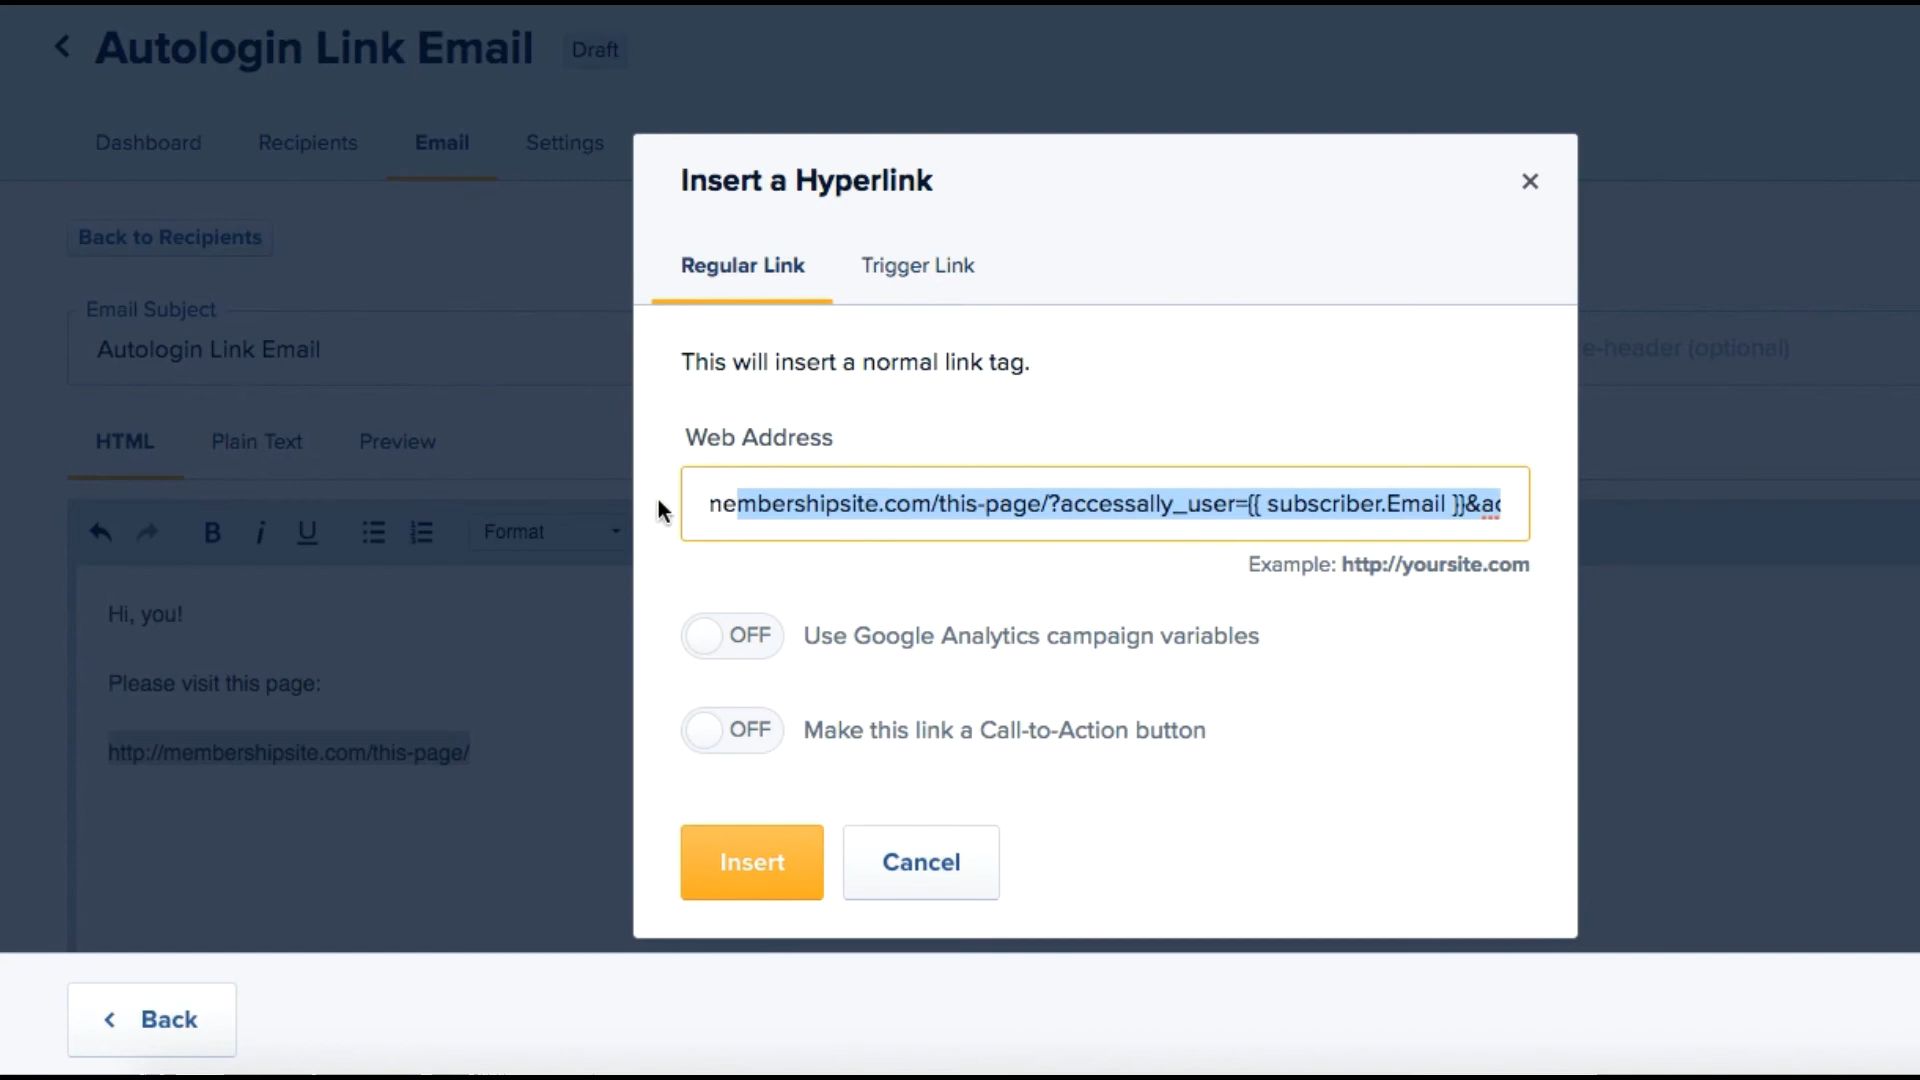 Autologin Link Email Draft
Dashboard Recipients Email Settings
Back to Recipients
Email Subject
Autologin Link Email
e-header (optional)
HTML Plain Text Preview
B i U Format
Hi, you!
Please visit this page:
http://membershipsite.com/this-page/
Insert a Hyperlink
Regular Link Trigger Link
This will insert a normal link tag.
Web Address
nembershipsite.com/this-page/?accessally_user={{ subscriber.Email }}&ac
Example: http://yoursite.com
OFF Use Google Analytics campaign variables
OFF Make this link a Call-to-Action button
Insert Cancel
Back